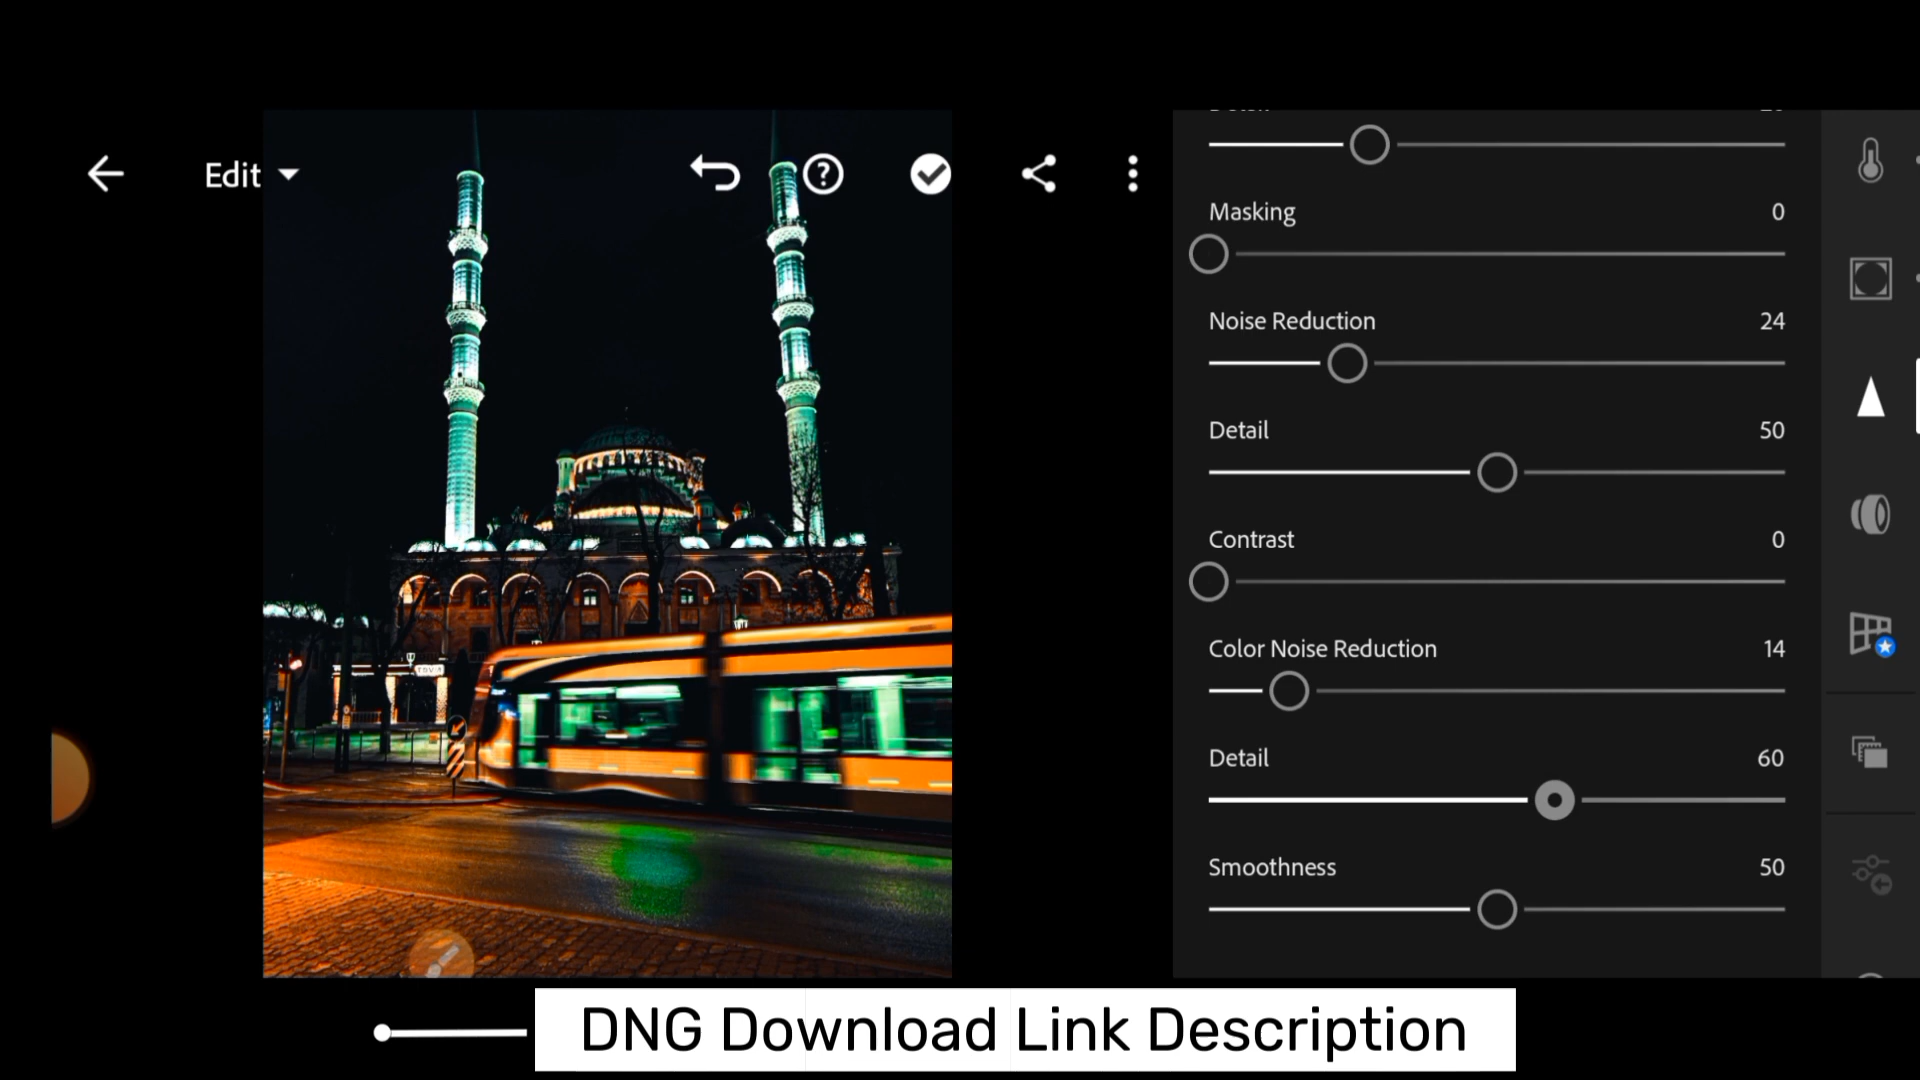 Edit
Masking 0
Noise Reduction 24
Detail 50
Contrast 0
Color Noise Reduction 14
Detail 60
Smoothness 50
DNG Download Link Description